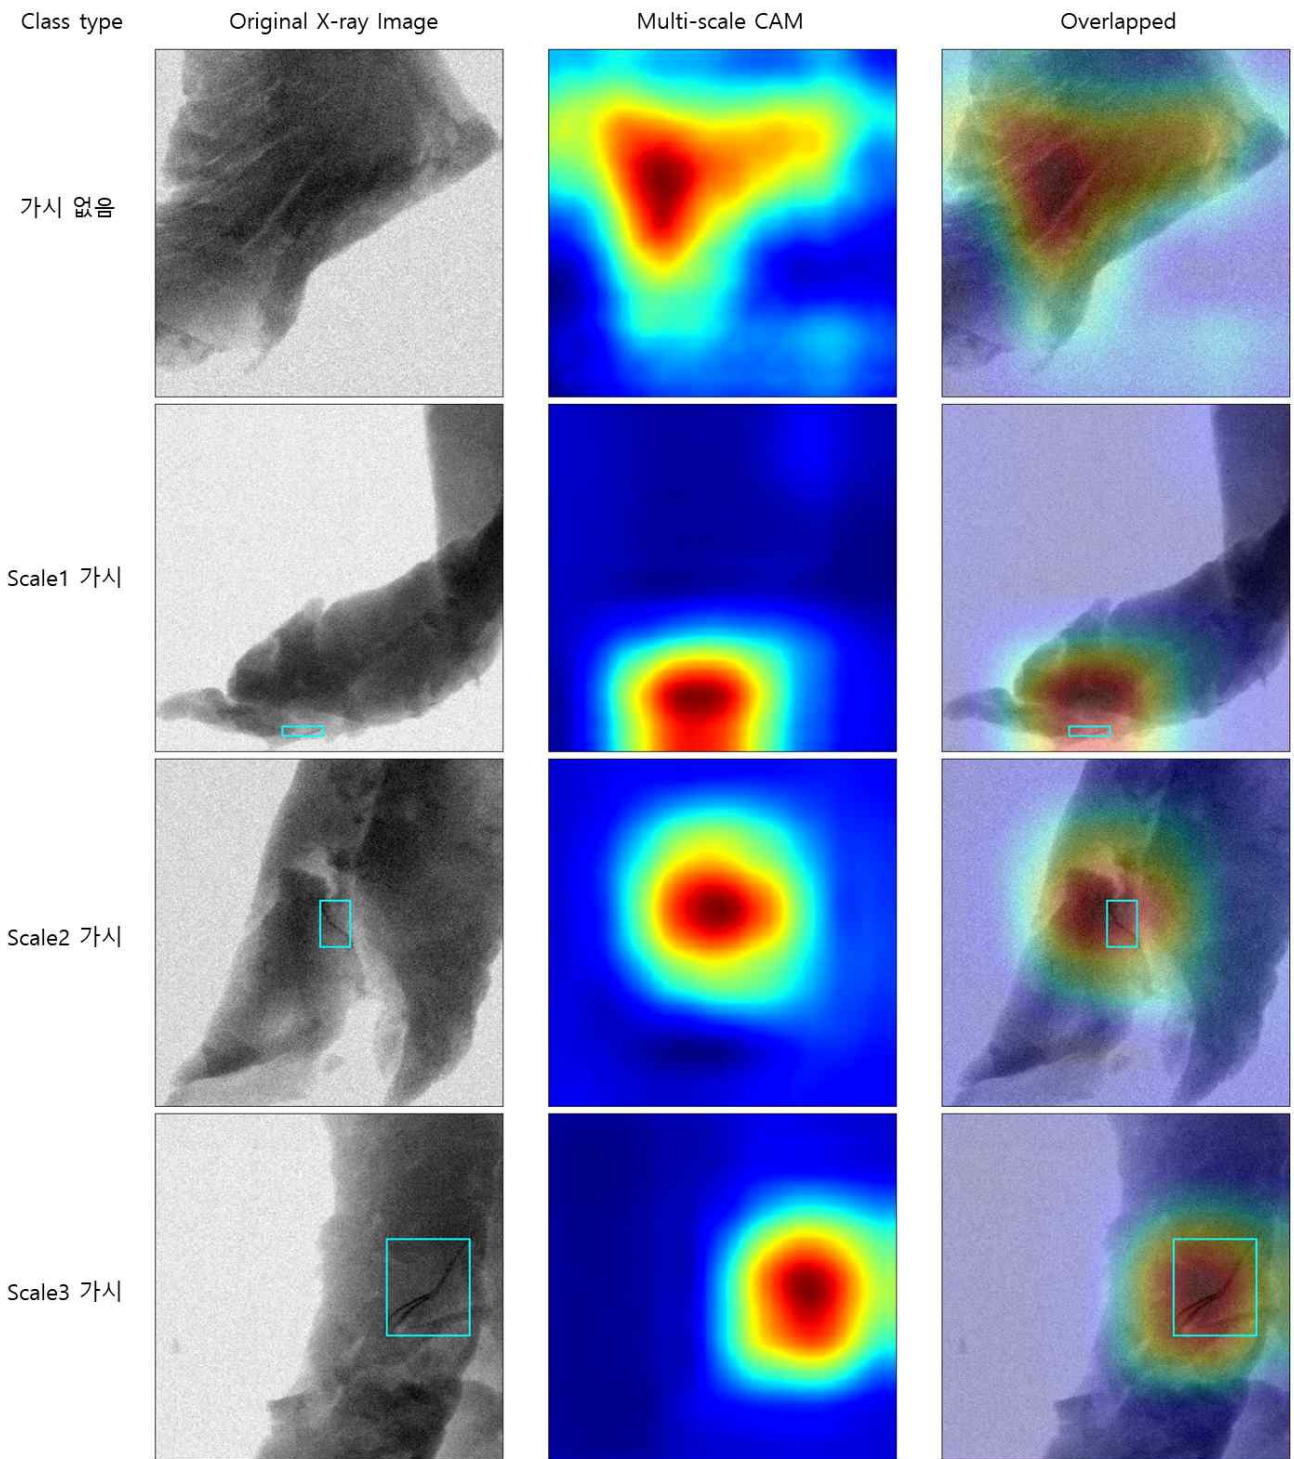 Class type Original X-ray Image Multi-scale CAM Overlapped
가시 없음
Scale1 가시
Scale2 가시
Scale3 가시